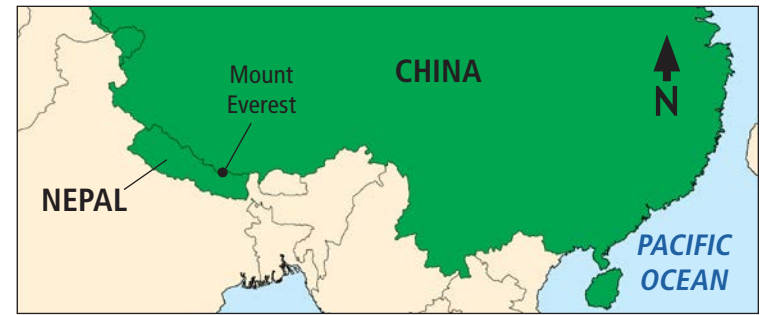 Mount
Everest
CHINA
N
NEPAL
PACIFIC
OCEAN